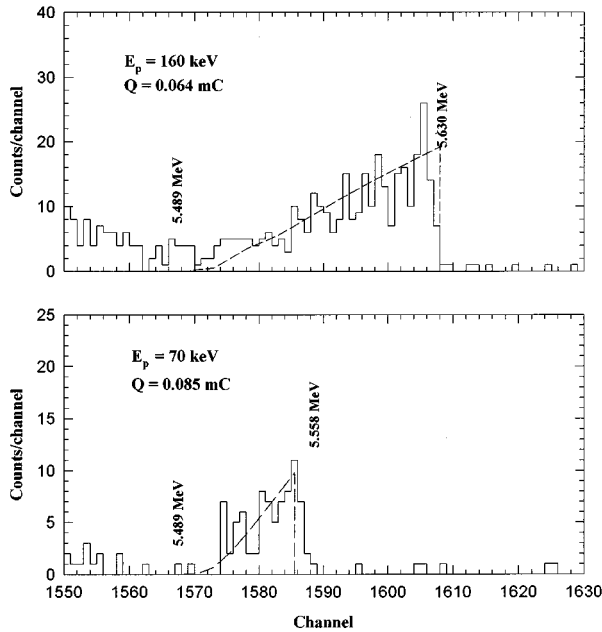 40
30
20
10
0
Counts/channel
E_p = 160 keV
Q = 0.064 mC
5.489 MeV
5.630 MeV
25
20
15
10
5
0
Counts/channel
E_p = 70 keV
Q = 0.085 mC
5.489 MeV
5.558 MeV
1550 1560 1570 1580 1590 1600 1610 1620 1630
Channel